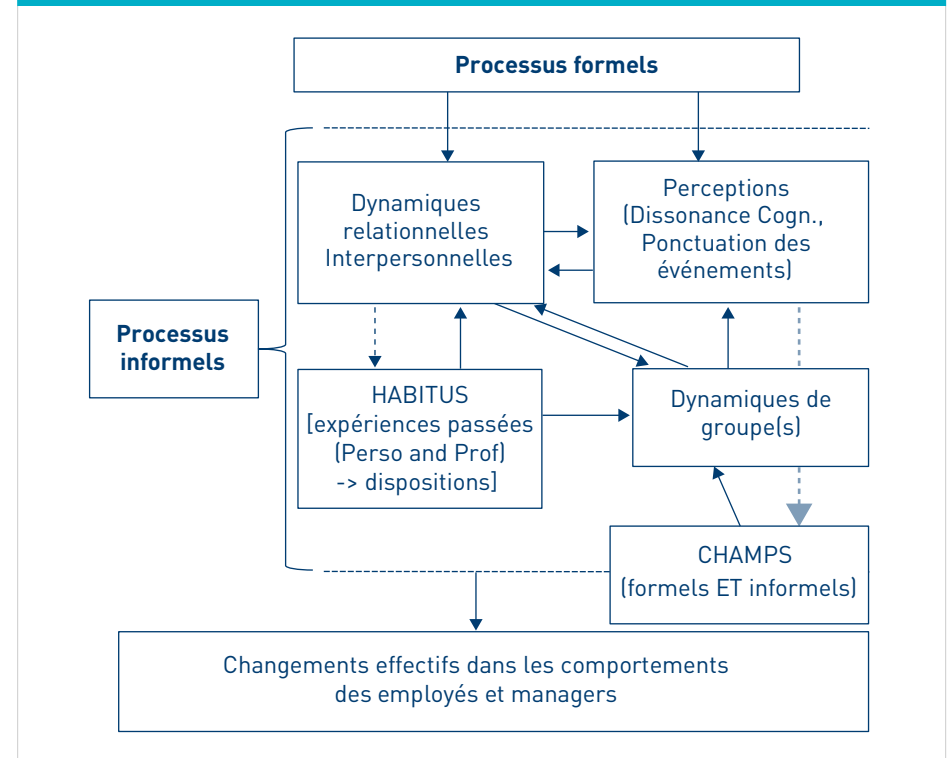 Processus formels
Dynamiques
relationnelles
Interpersonnelles
Perceptions
(Dissonance Cogn.,
Ponctuation des
événements)
Processus
informels
HABITUS
[expériences passées
(Perso and Prof)
-> dispositions]
Dynamiques de
groupe(s)
CHAMPS
(formels ET informels)
Changements effectifs dans les comportements
des employés et managers